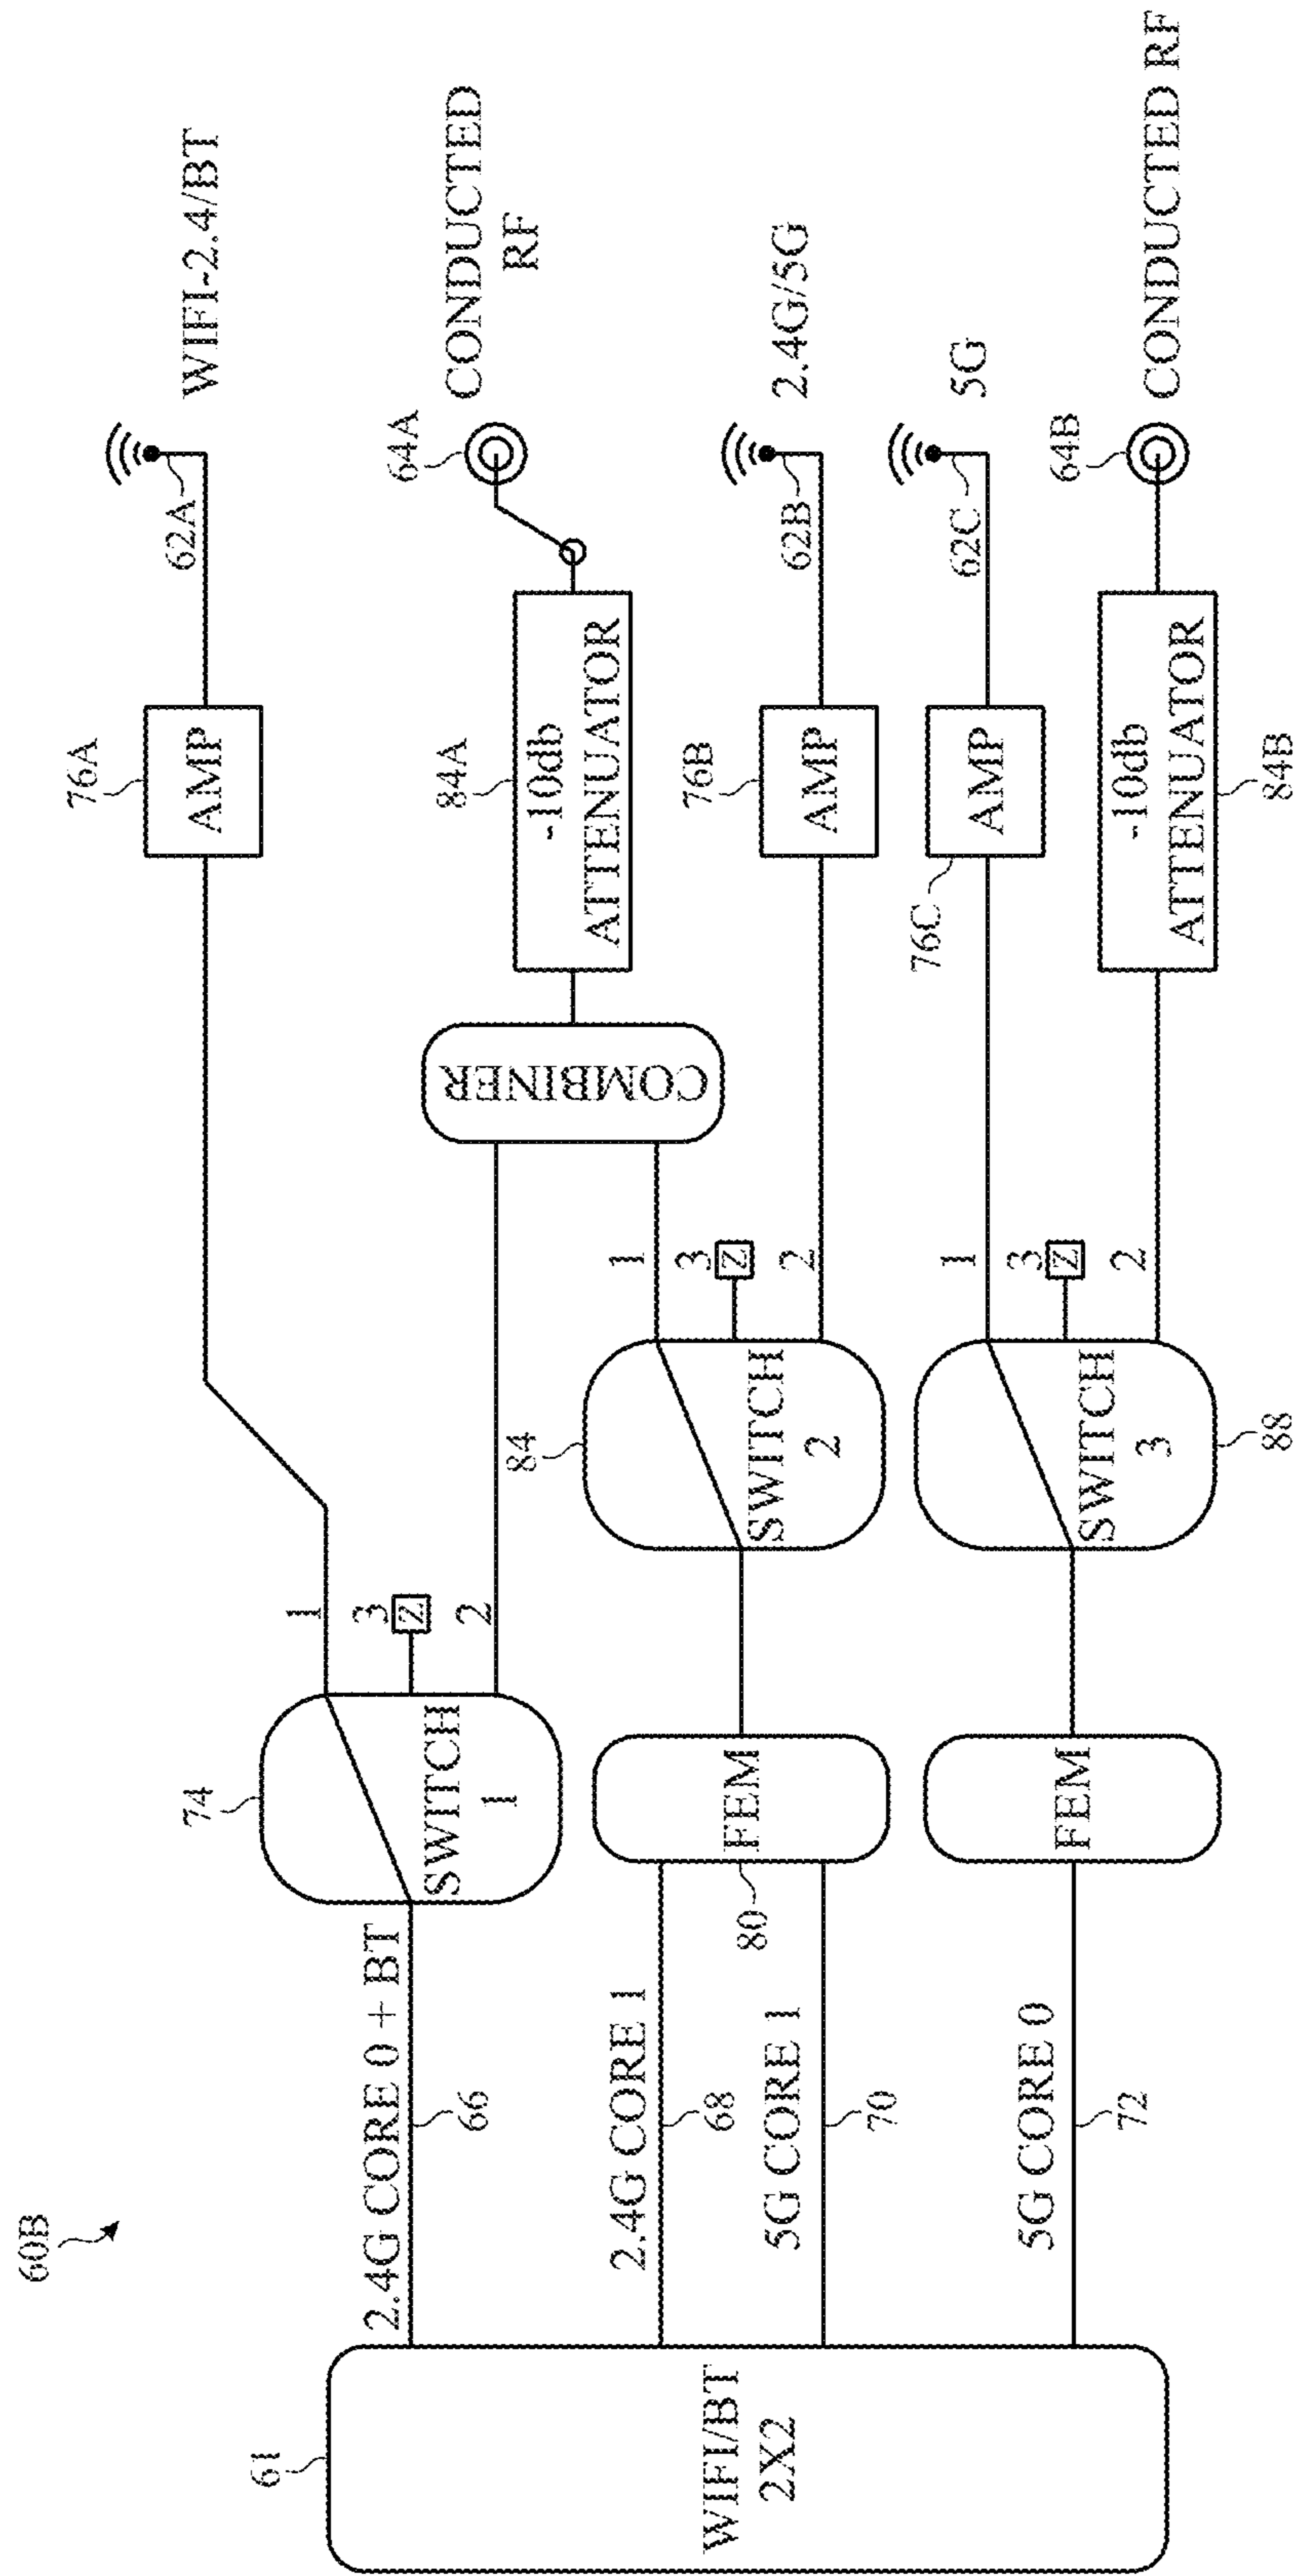 60B
61
WIFI/BT
2X2
2.4G CORE 0 + BT
66
2.4G CORE 1
68
5G CORE 1
70
5G CORE 0
72
74
SWITCH
1
1
3
Z
2
FEM
80
FEM
84
SWITCH
2
1
3
Z
2
SWITCH
3
88
1
3
Z
2
COMBINER
76A
AMP
84A
-10db
ATTENUATOR
76B
AMP
76C
AMP
-10db
ATTENUATOR
84B
62A
WIFI-2.4/BT
64A
CONDUCTED
RF
62B
2.4G/5G
62C
5G
64B
CONDUCTED RF